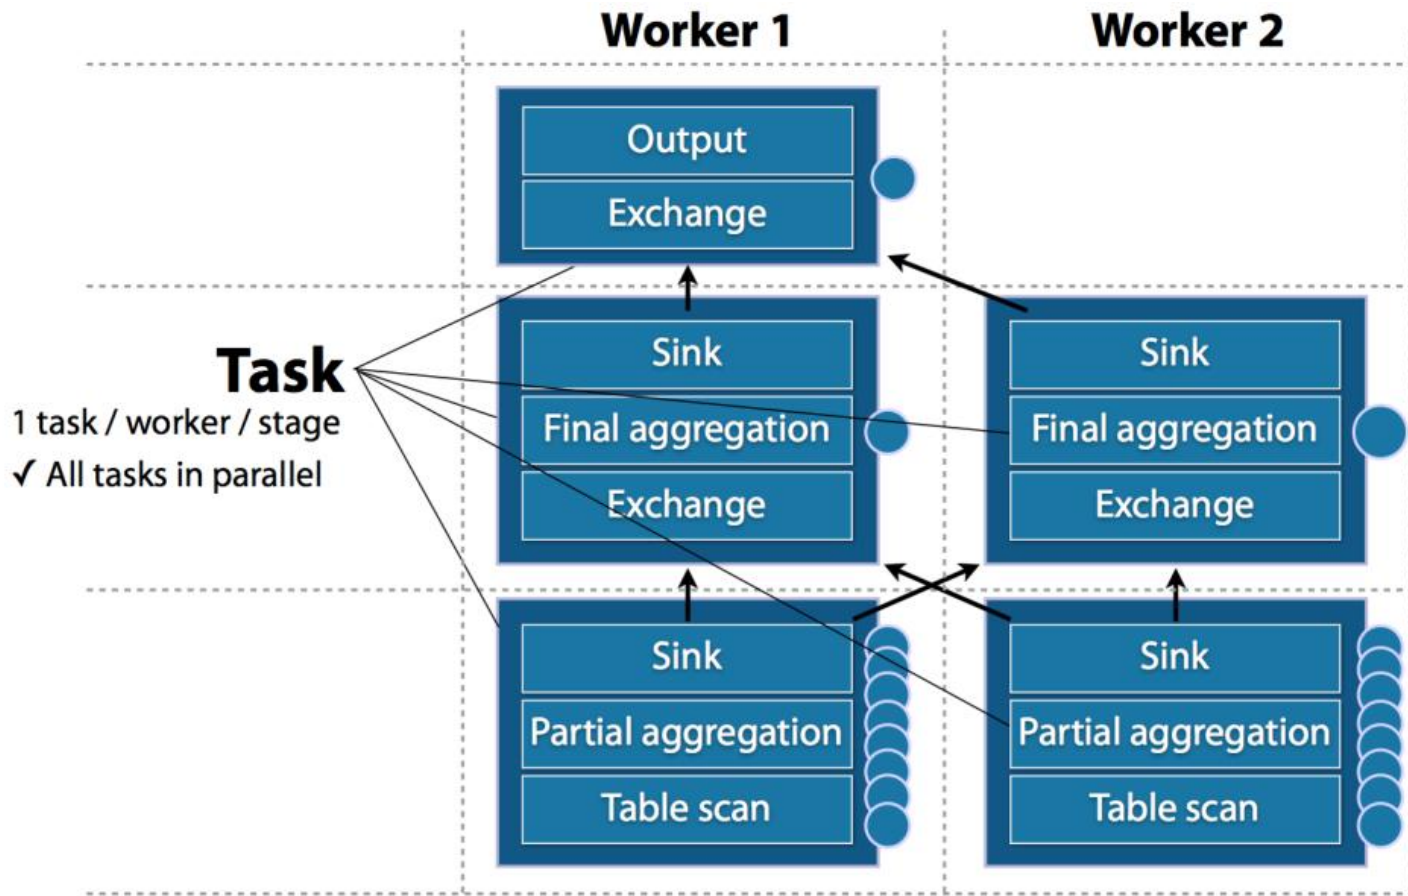 Worker 1
Worker 2
Output
Exchange
Task
1 task / worker / stage
✓ All tasks in parallel
Sink
Final aggregation
Exchange
Sink
Final aggregation
Exchange
Sink
Partial aggregation
Table scan
Sink
Partial aggregation
Table scan